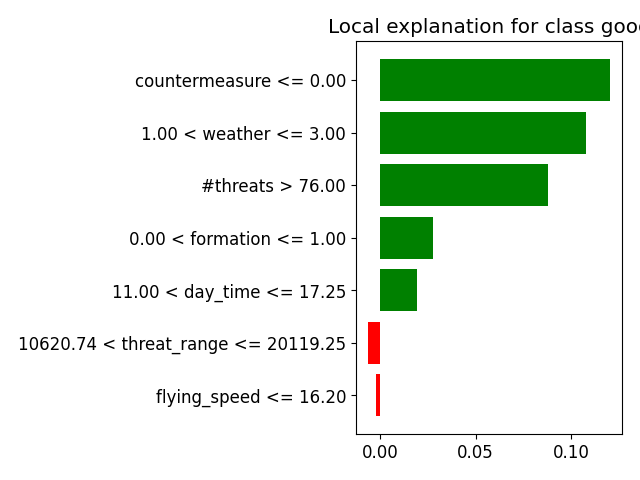 Local explanation for class good
countermeasure <= 0.00
1.00 < weather <= 3.00
#threats > 76.00
0.00 < formation <= 1.00
11.00 < day_time <= 17.25
10620.74 < threat_range <= 20119.25
flying_speed <= 16.20
0.00 0.05 0.10